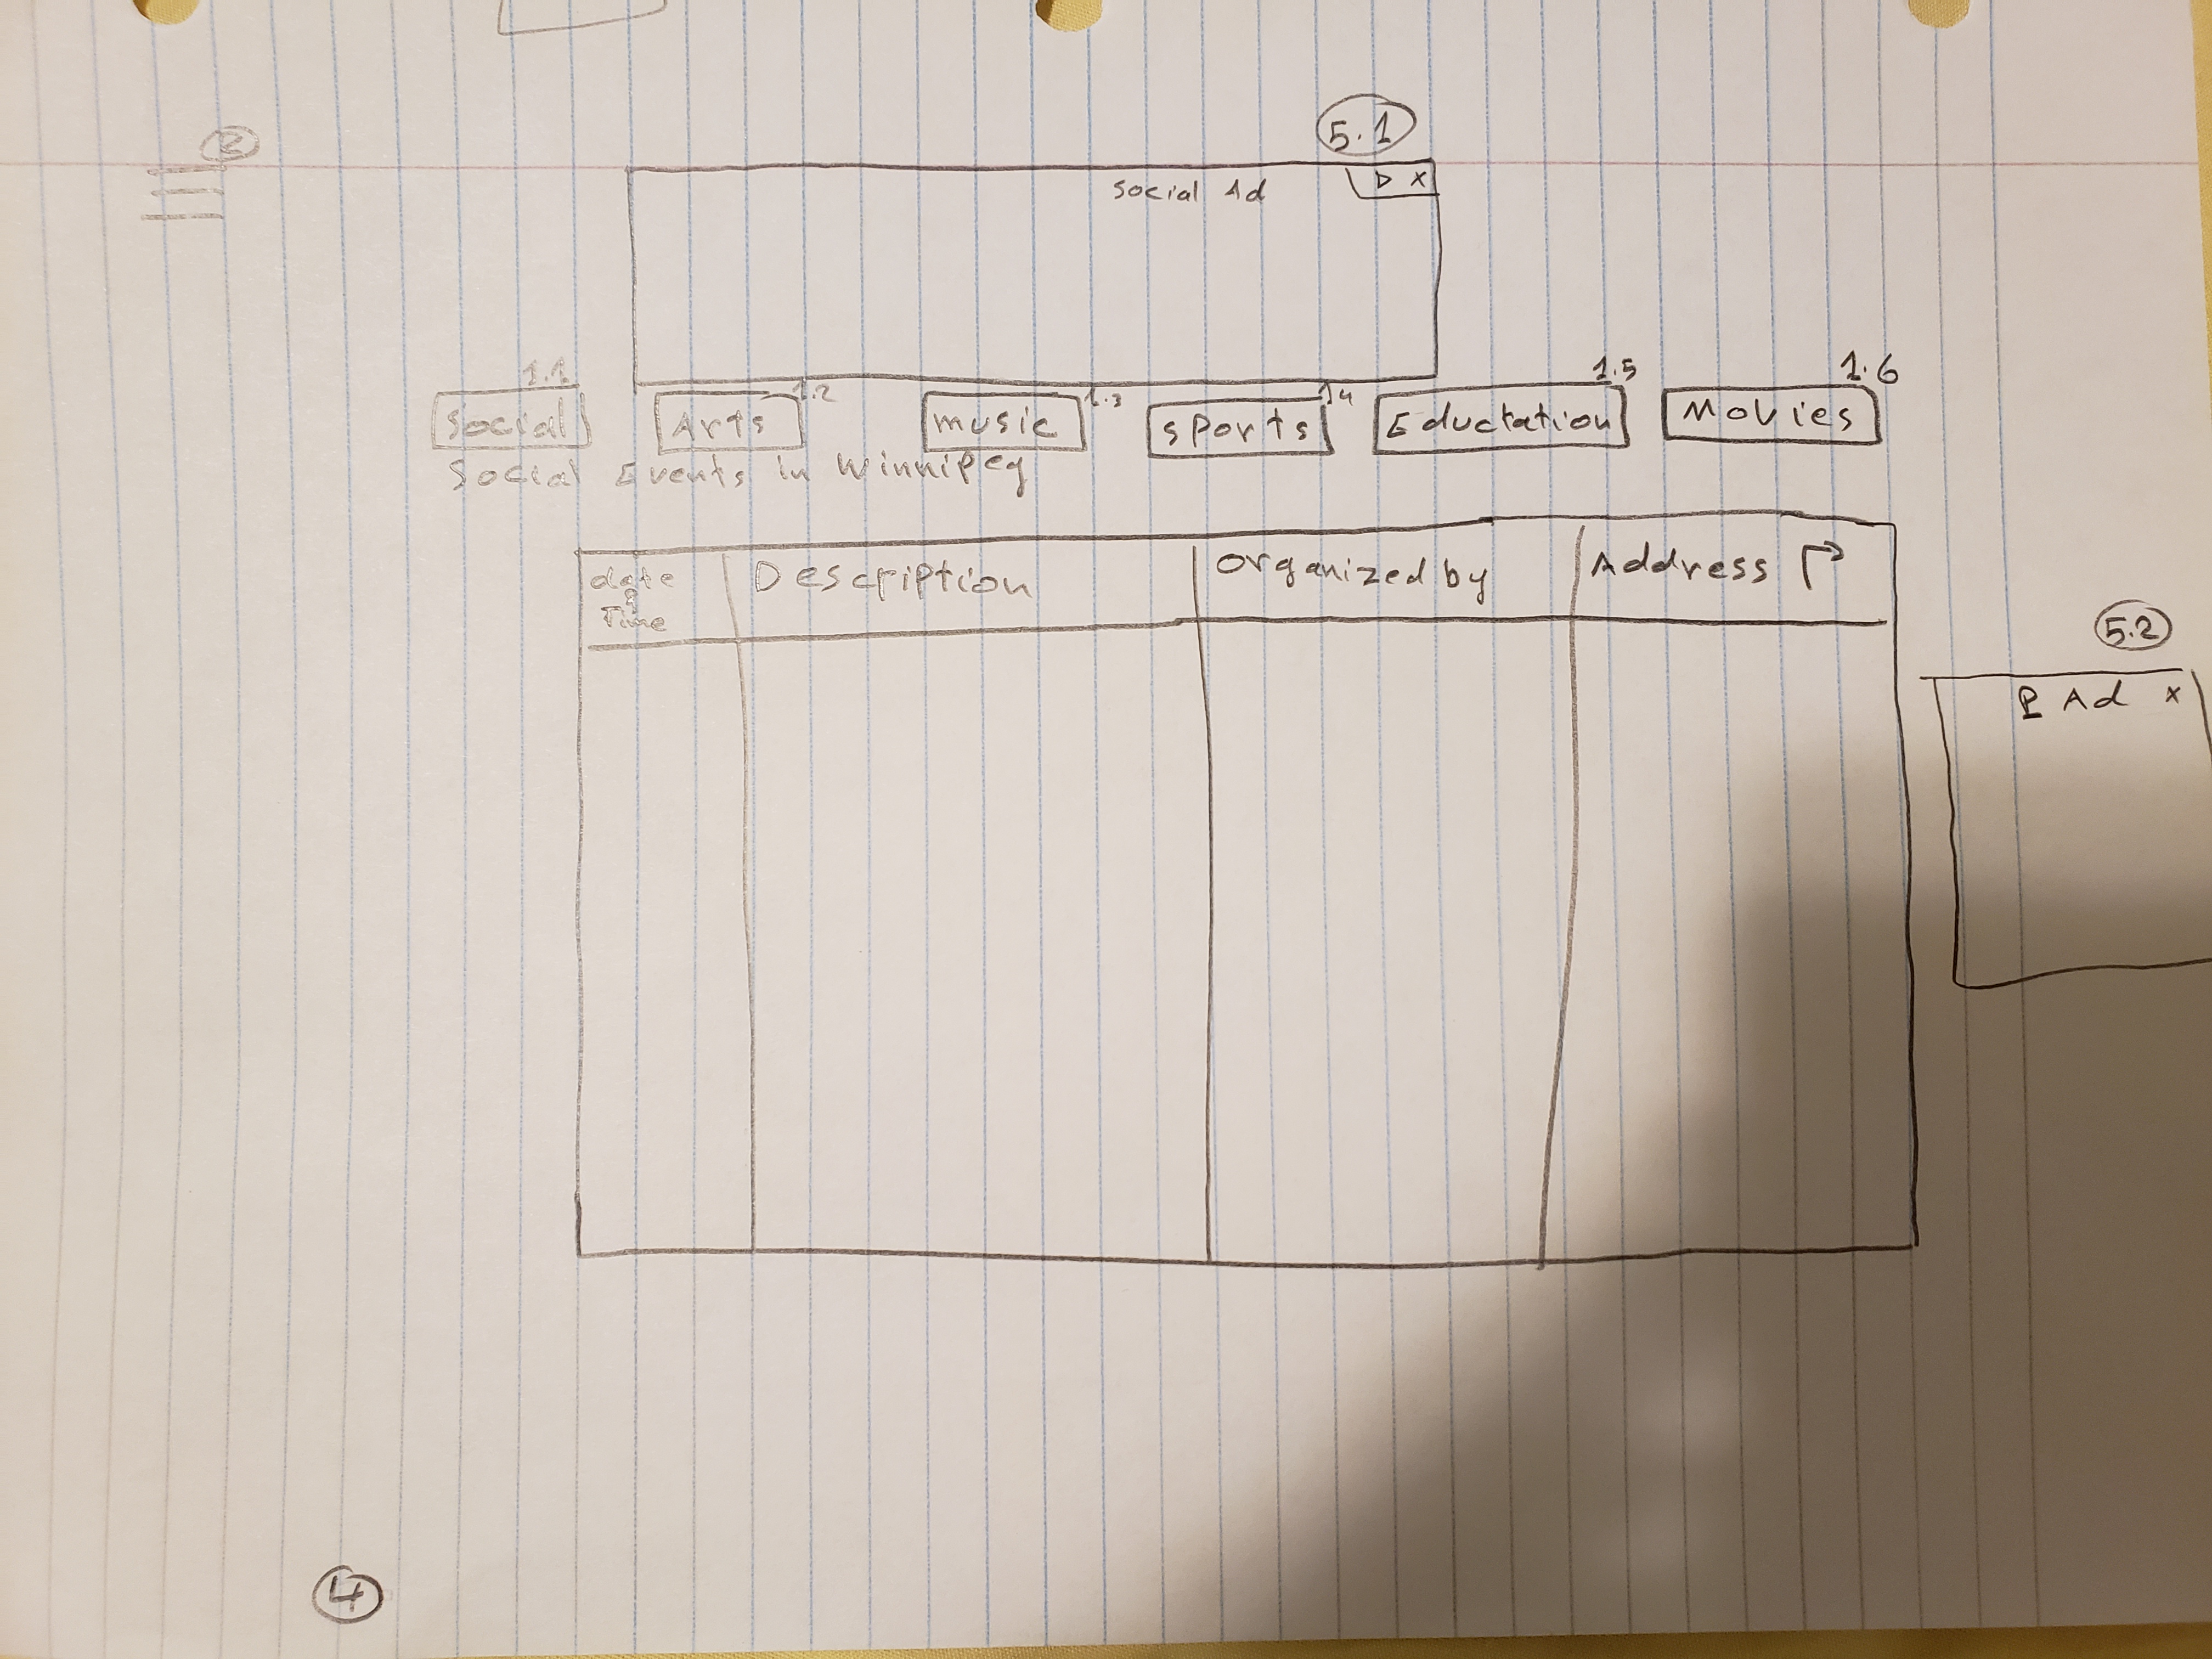 5.1
social Ad
x
1.1
1.2
1.3
1.4
1.5
1.6
Social
Arts
music
sports
Eductation
Movies
Social Events in Winnipeg
date
Time
Description
Organized by
Address
5.2
Ad x
4